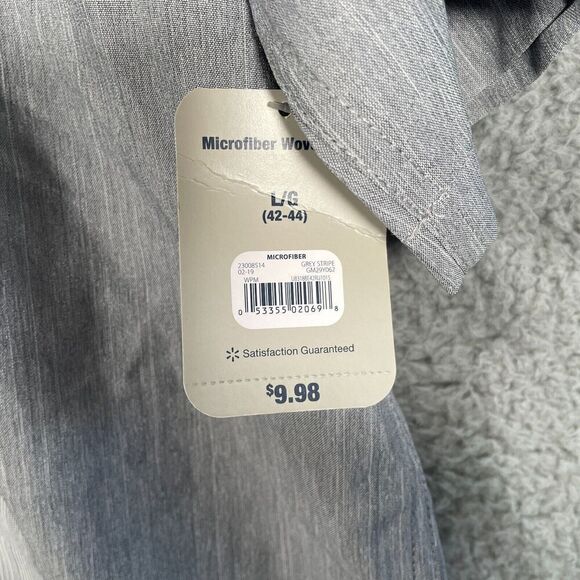 Microfiber Wov
L/G
(42-44)
MICROFIBER
23008514 GREY STRIPE
02-19 GM29Y062
WPM
0 53355 02069 8
Satisfaction Guaranteed
$9.98